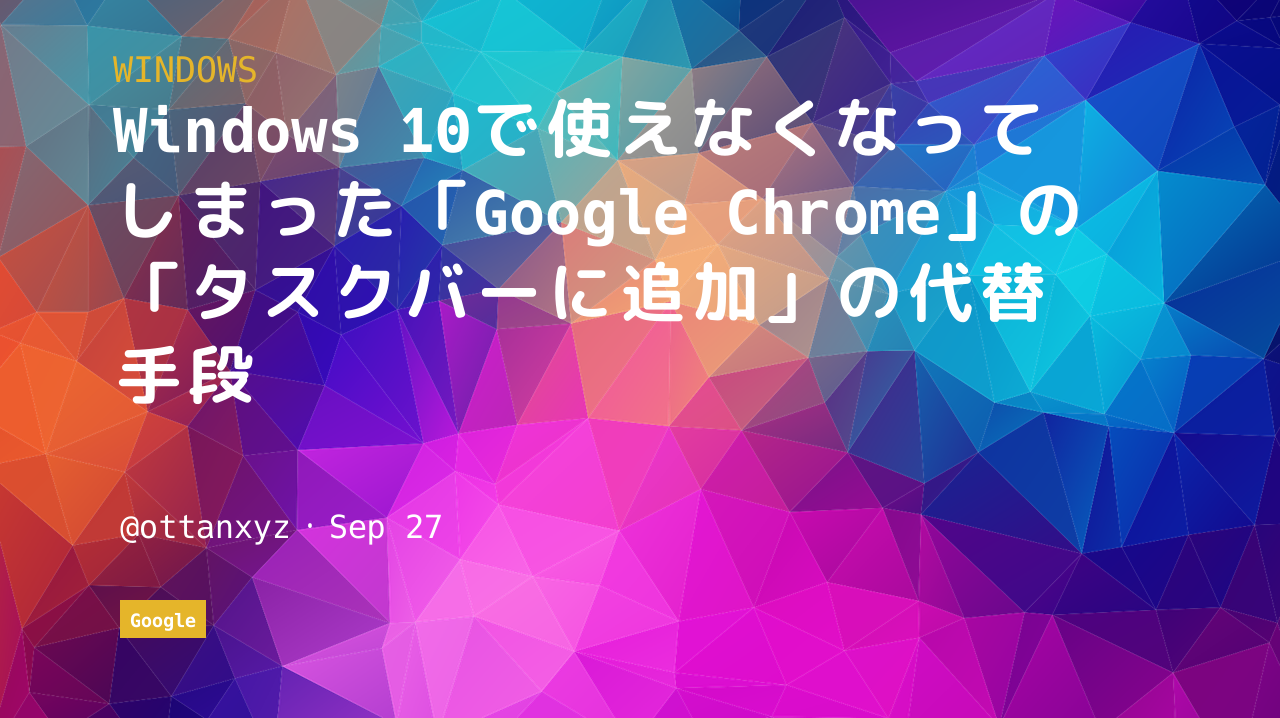 WINDOWS
Windows 10で使えなくなって
しまった「Google Chrome」の
「タスクバーに追加」の代替
手段
@ottanxyz・Sep 27
Google